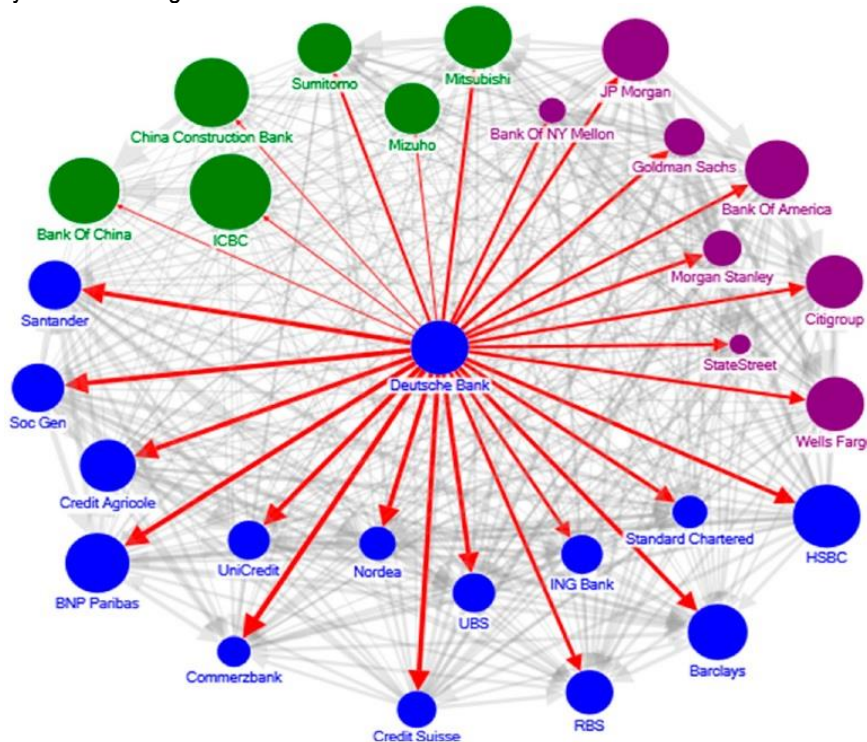 Sumitomo
Mitsubishi
JP Morgan
China Construction Bank
Mizuho
Bank Of NY Mellon
Goldman Sachs
Bank Of China
ICBC
Bank Of America
Morgan Stanley
Santander
Citigroup
StateStreet
Deutsche Bank
Soc Gen
Wells Farg
Credit Agricole
Standard Chartered
HSBC
UniCredit
Nordea
ING Bank
BNP Paribas
UBS
Commerzbank
Barclays
Credit Suisse
RBS